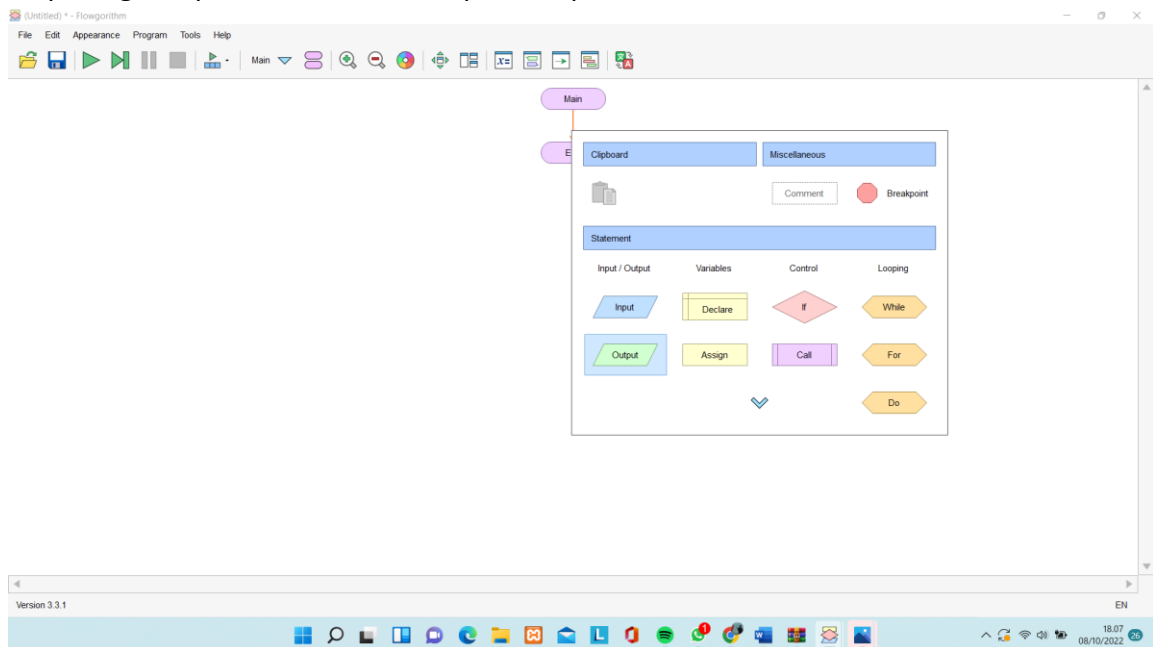 (Untitled) * - Flowgorithm
File Edit Appearance Program Tools Help
Main
Main
Clipboard Miscellaneous
Comment Breakpoint
Statement
Input / Output Variables Control Looping
Input Declare If While
Output Assign Call For
Do
Version 3.3.1 EN
18.07
08/10/2022 26